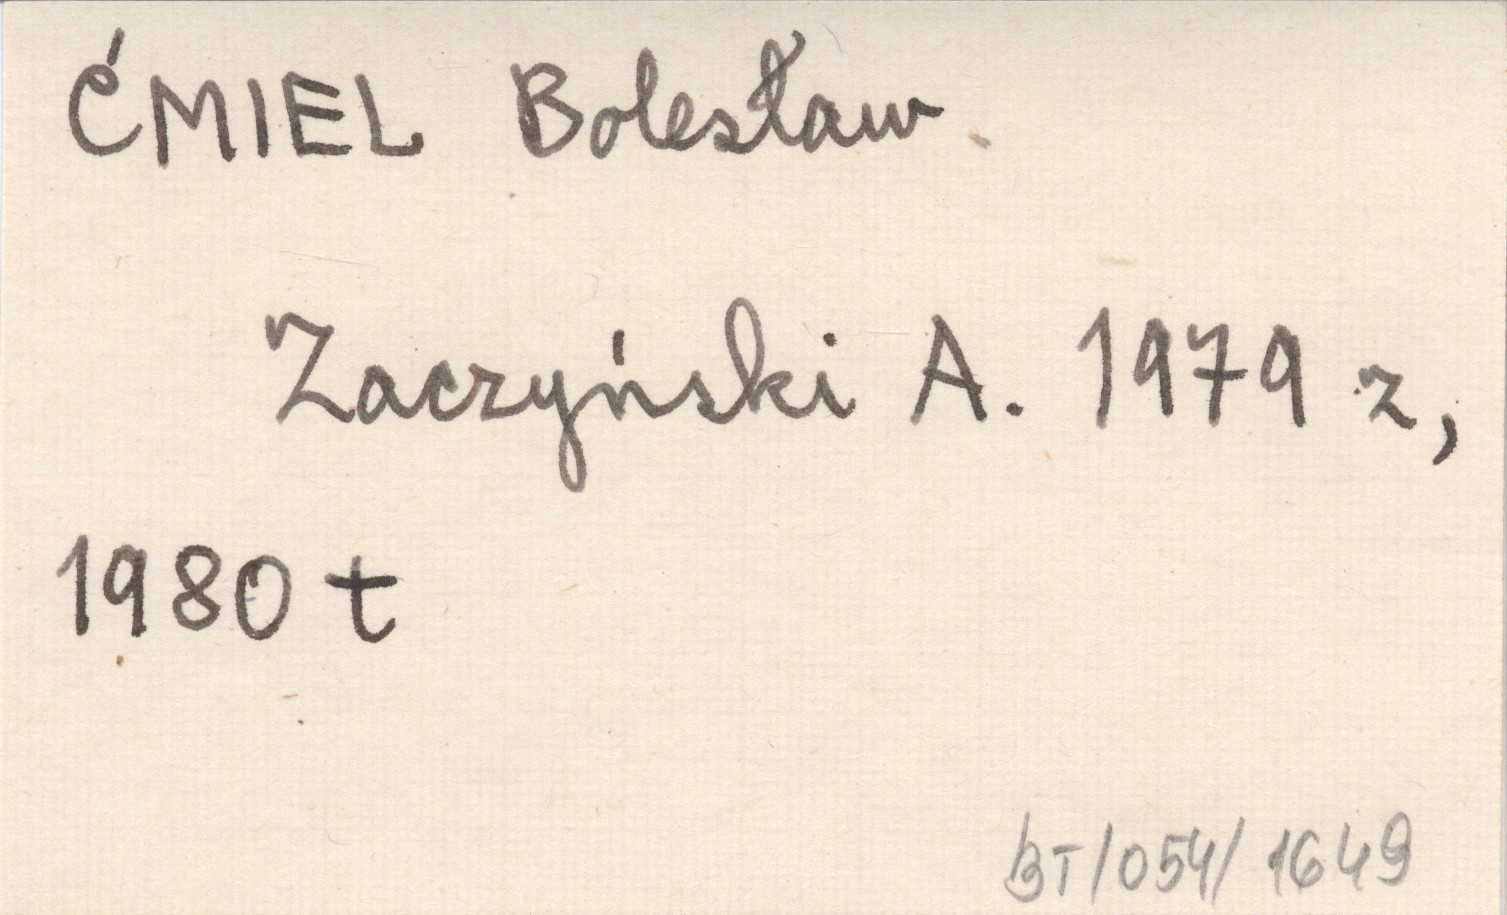 ĆMIEL Bolesław
Zaczyński A. 1979 z,
1980 t
BT/054/1649